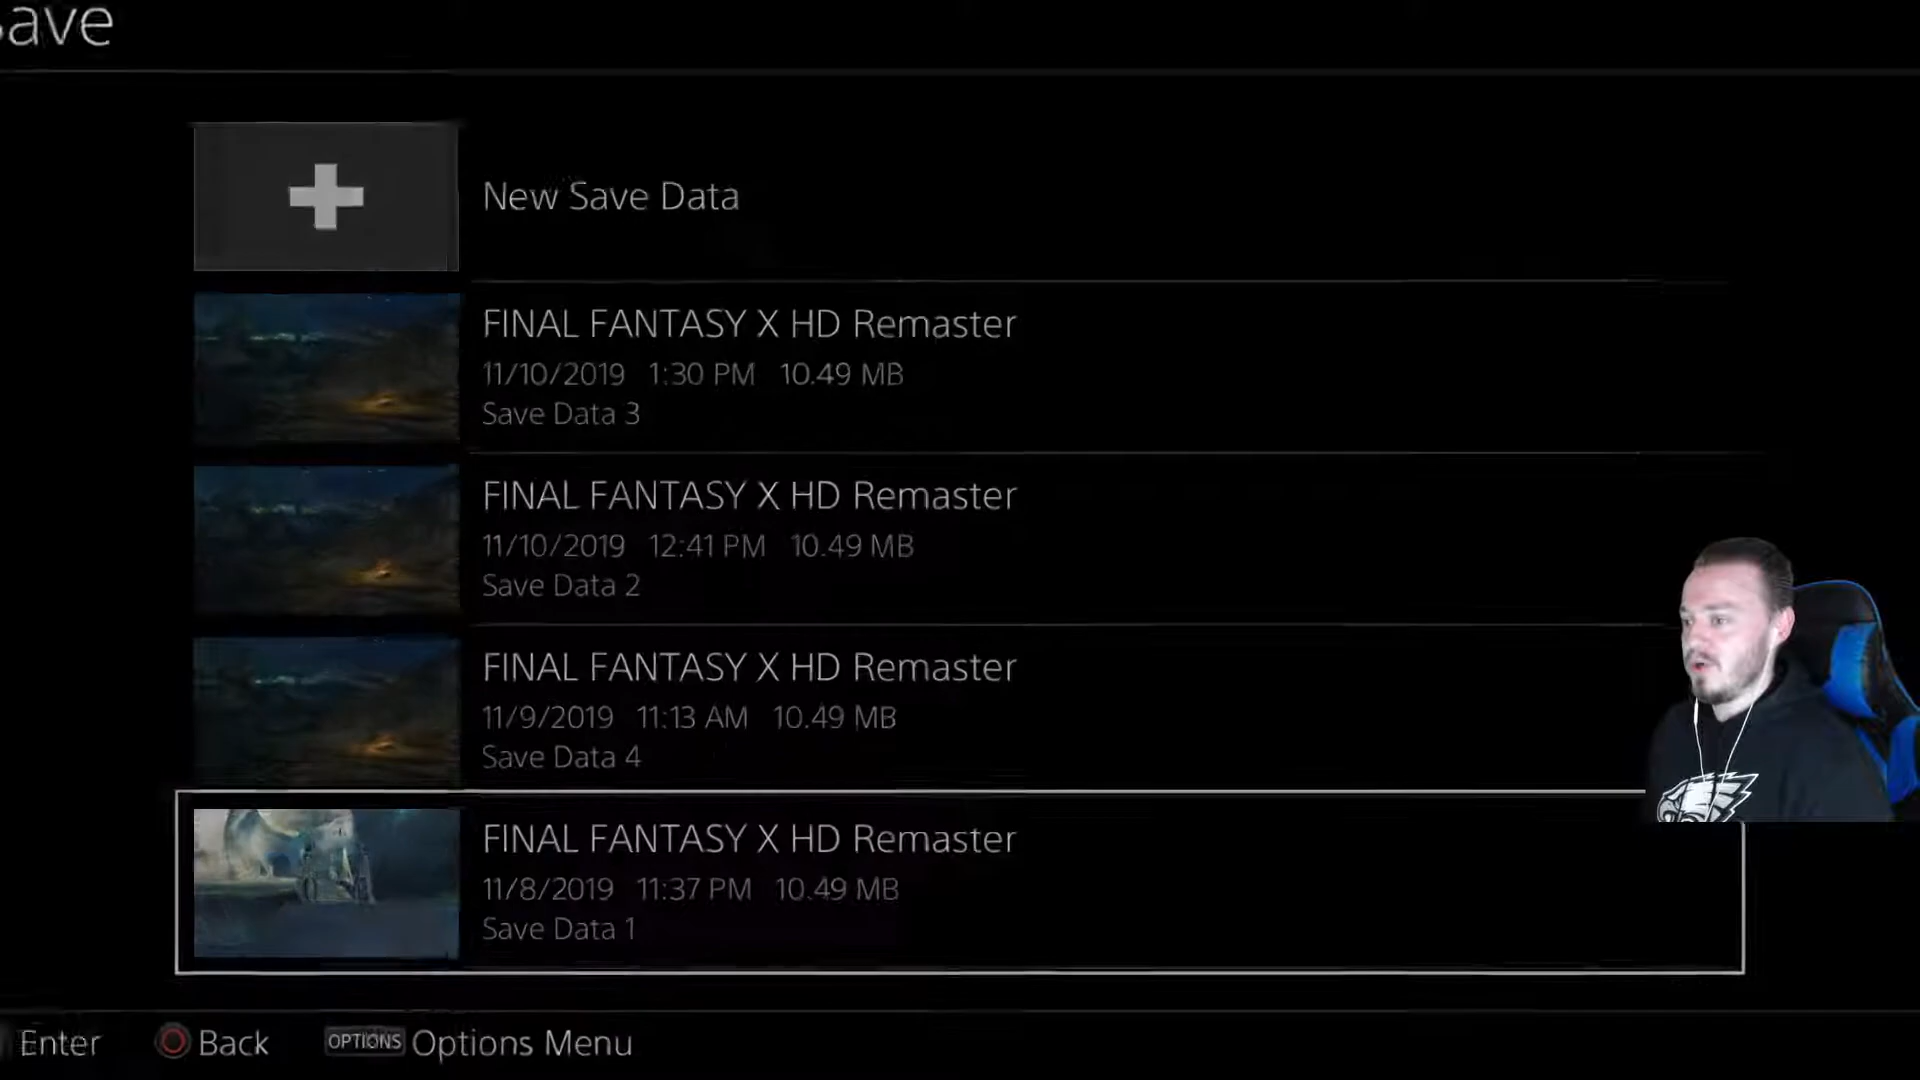 Save
New Save Data
FINAL FANTASY X HD Remaster
11/10/2019 1:30 PM 10.49 MB
Save Data 3
FINAL FANTASY X HD Remaster
11/10/2019 12:41 PM 10.49 MB
Save Data 2
FINAL FANTASY X HD Remaster
11/9/2019 11:13 AM 10.49 MB
Save Data 4
FINAL FANTASY X HD Remaster
11/8/2019 11:37 PM 10.49 MB
Save Data 1
Enter Back OPTIONS Options Menu